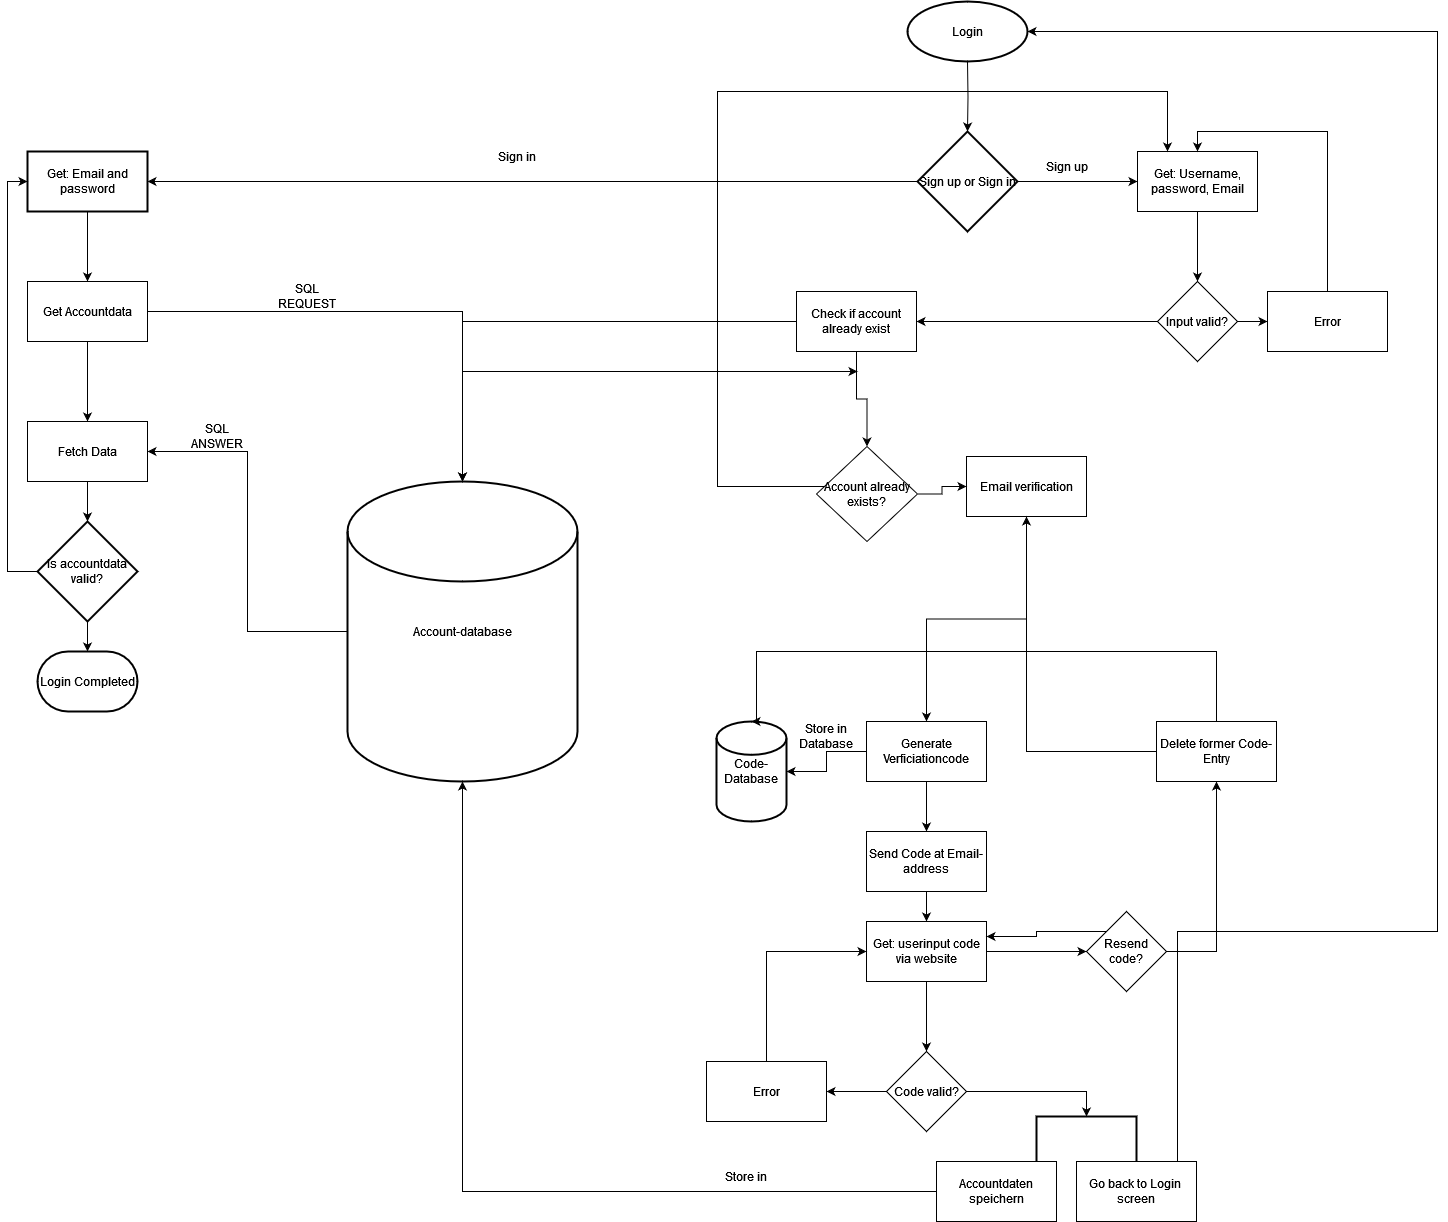 Login
Sign in
Sign up or Sign in
Sign up
Get: Email and
password
Get: Username,
password, Email
Get Accountdata
SQL
REQUEST
Check if account
already exist
Input valid?
Error
Fetch Data
SQL
ANSWER
Account already
exists?
Email verification
Is accountdata
valid?
Account-database
Login Completed
Store in
Database
Code-
Database
Generate
Verficiationcode
Delete former Code-
Entry
Send Code at Email-
address
Get: userinput code
via website
Resend
code?
Error
Code valid?
Store in
Accountdaten
speichern
Go back to Login
screen